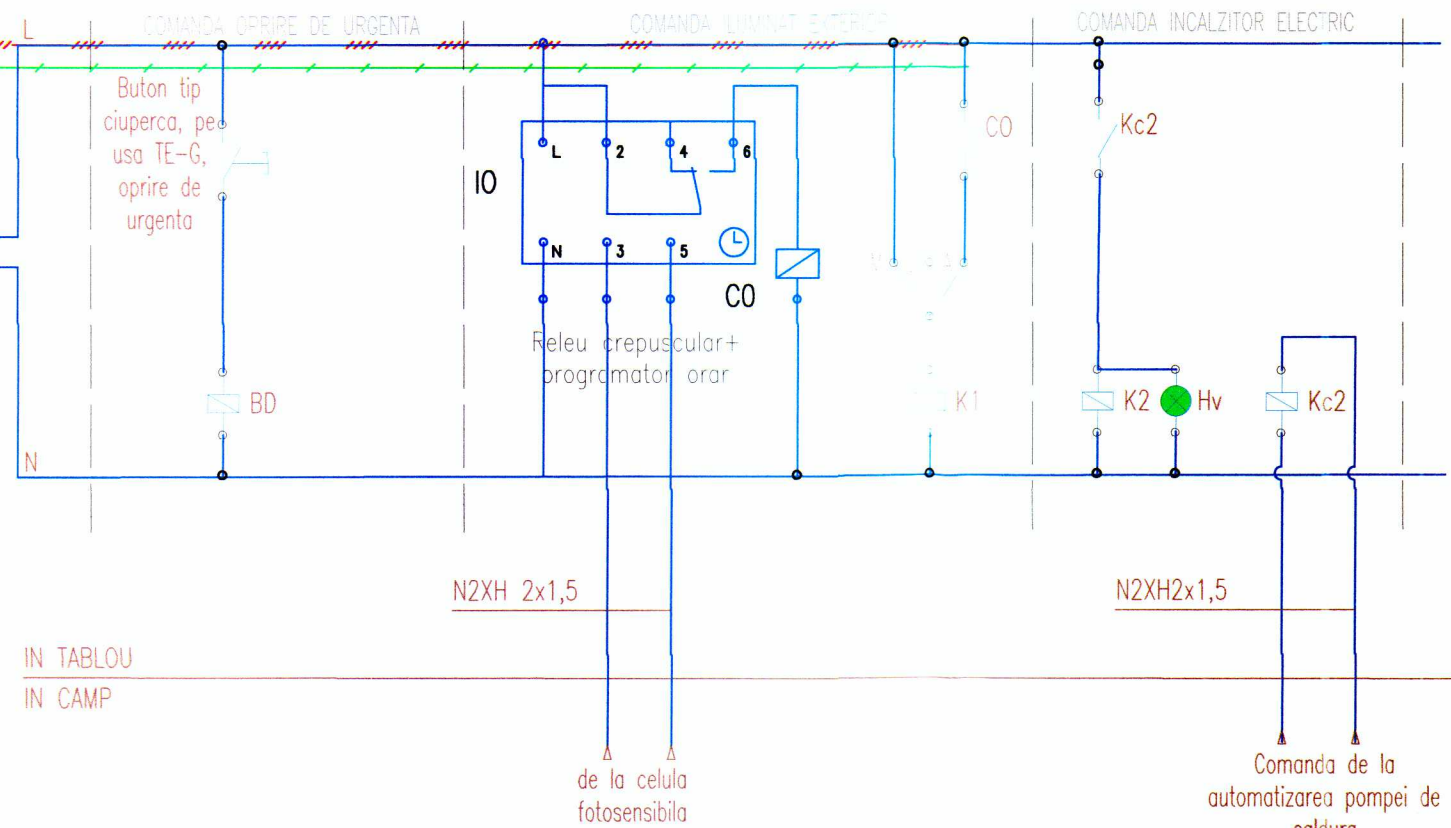 COMANDA OPRIRE DE URGENTA
COMANDA ILUMINAT EXTERIOR
COMANDA INCALZITOR ELECTRIC
L
Buton tip
ciuperca, pe
usa TE-G,
oprire de
urgenta
BD
N
IO
L 2 4 6
N 3 5
CO
Releu crepuscular+
programator orar
CO
K1
Kc2
K2
Hv
Kc2
N2XH 2x1,5
N2XH2x1,5
IN TABLOU
IN CAMP
de la celula
fotosensibila
Comanda de la
automatizarea pompei de